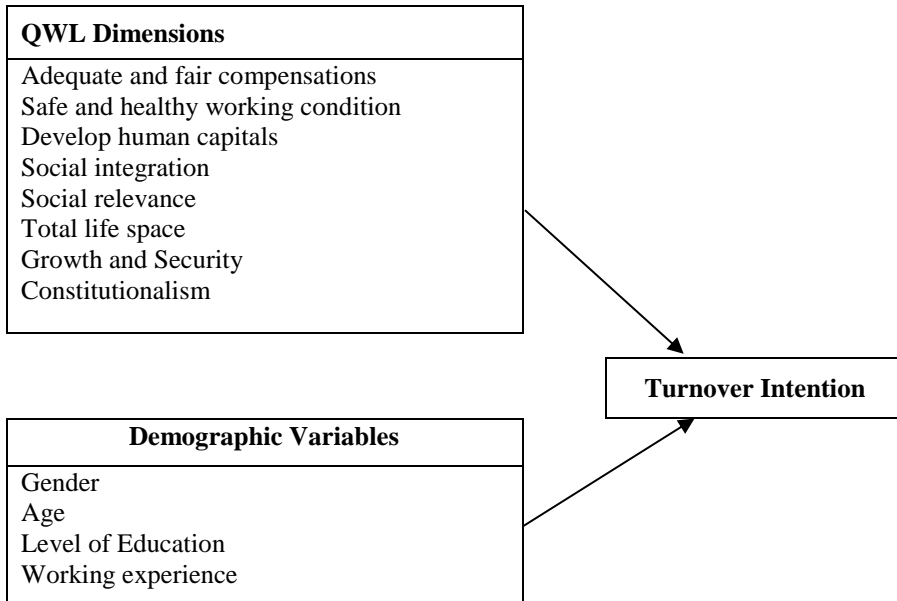 QWL Dimensions
Adequate and fair compensations
Safe and healthy working condition
Develop human capitals
Social integration
Social relevance
Total life space
Growth and Security
Constitutionalism
Turnover Intention
Demographic Variables
Gender
Age
Level of Education
Working experience